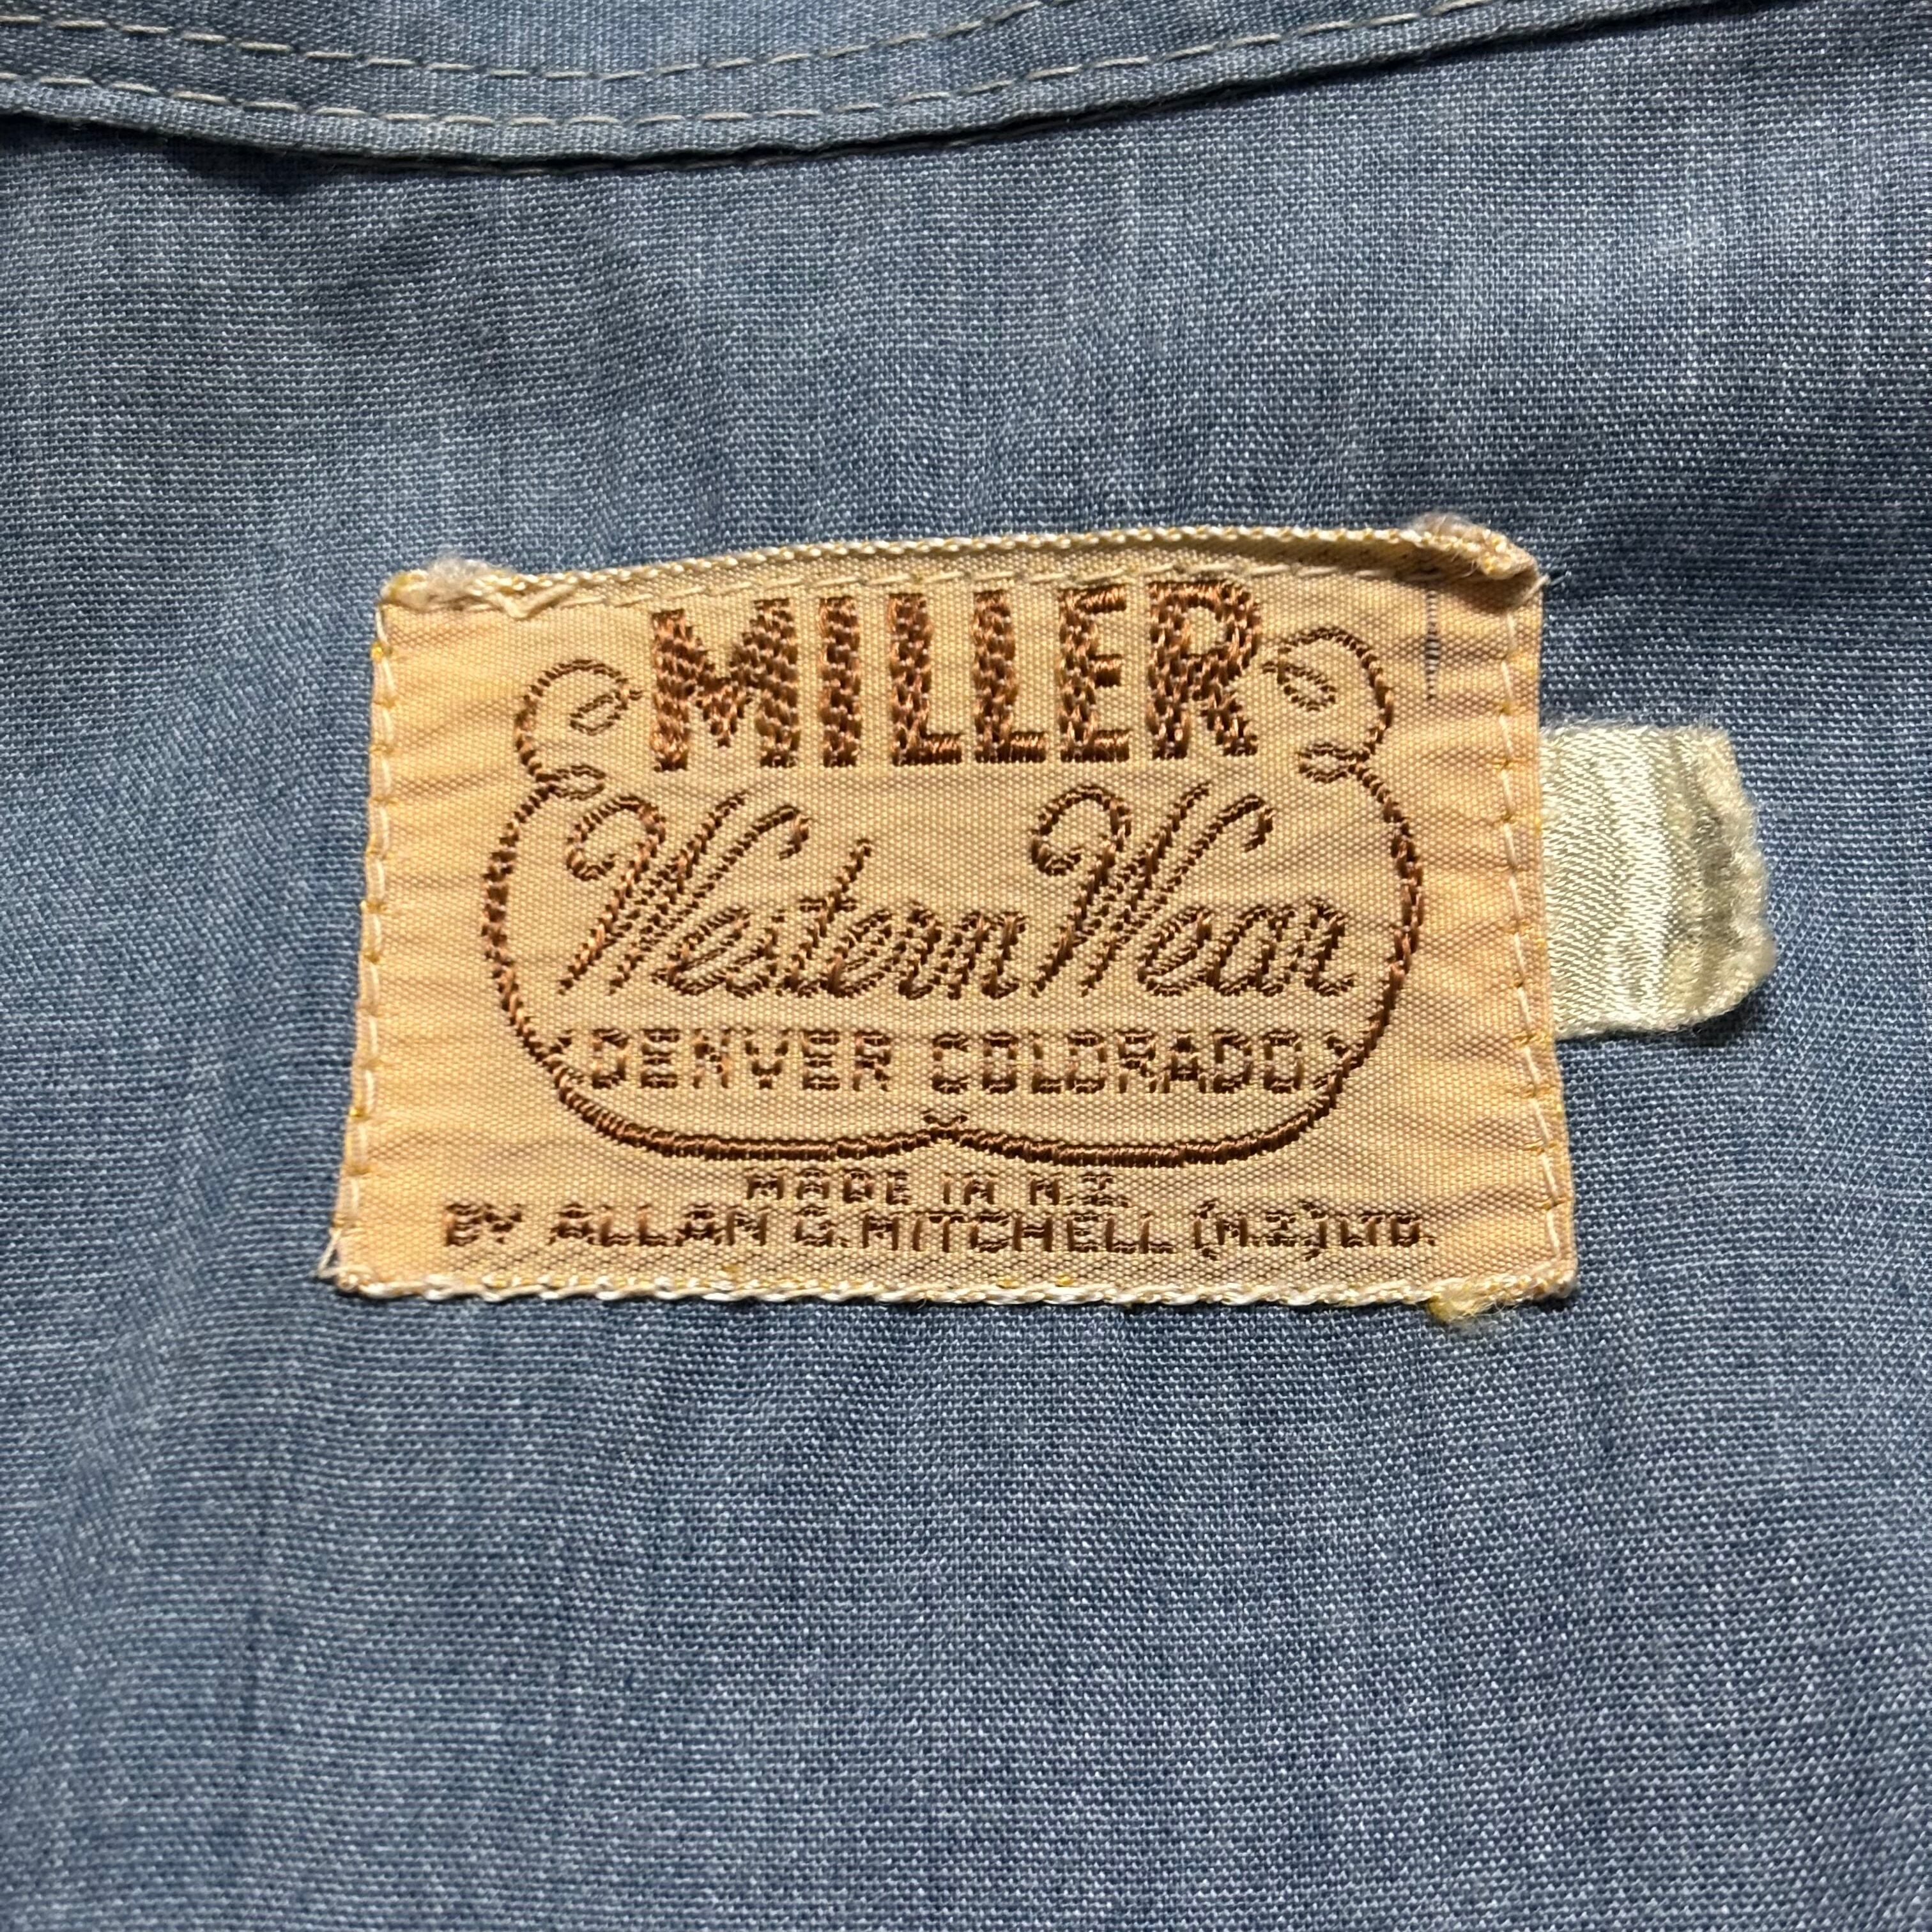 MILLER
Western Wear
DENVER COLORADO
MADE IN N.Z.
BY ALLAN G. MITCHELL (N.Z.) LTD.